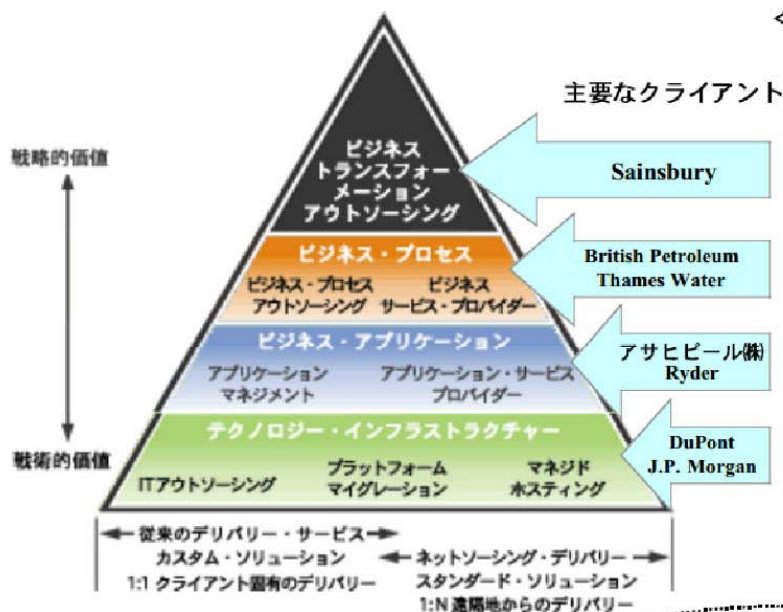 主要なクライアント
戦略的価値
ビジネス
トランスフォー
メーション
アウトソーシング
Sainsbury
ビジネス・プロセス
ビジネス・プロセス
アウトソーシング
ビジネス
サービス・プロバイダー
British Petroleum
Thames Water
ビジネス・アプリケーション
アプリケーション
マネジメント
アプリケーション・サービス
プロバイダー
アサヒビール㈱
Ryder
テクノロジー・インフラストラクチャー
戦術的価値
ITアウトソーシング
プラットフォーム
マイグレーション
マネジド
ホスティング
DuPont
J.P. Morgan
従来のデリバリー・サービス
カスタム・ソリューション
1:1 クライアント固有のデリバリー
ネットソーシング・デリバリー
スタンダード・ソリューション
1:N 遠隔地からのデリバリー